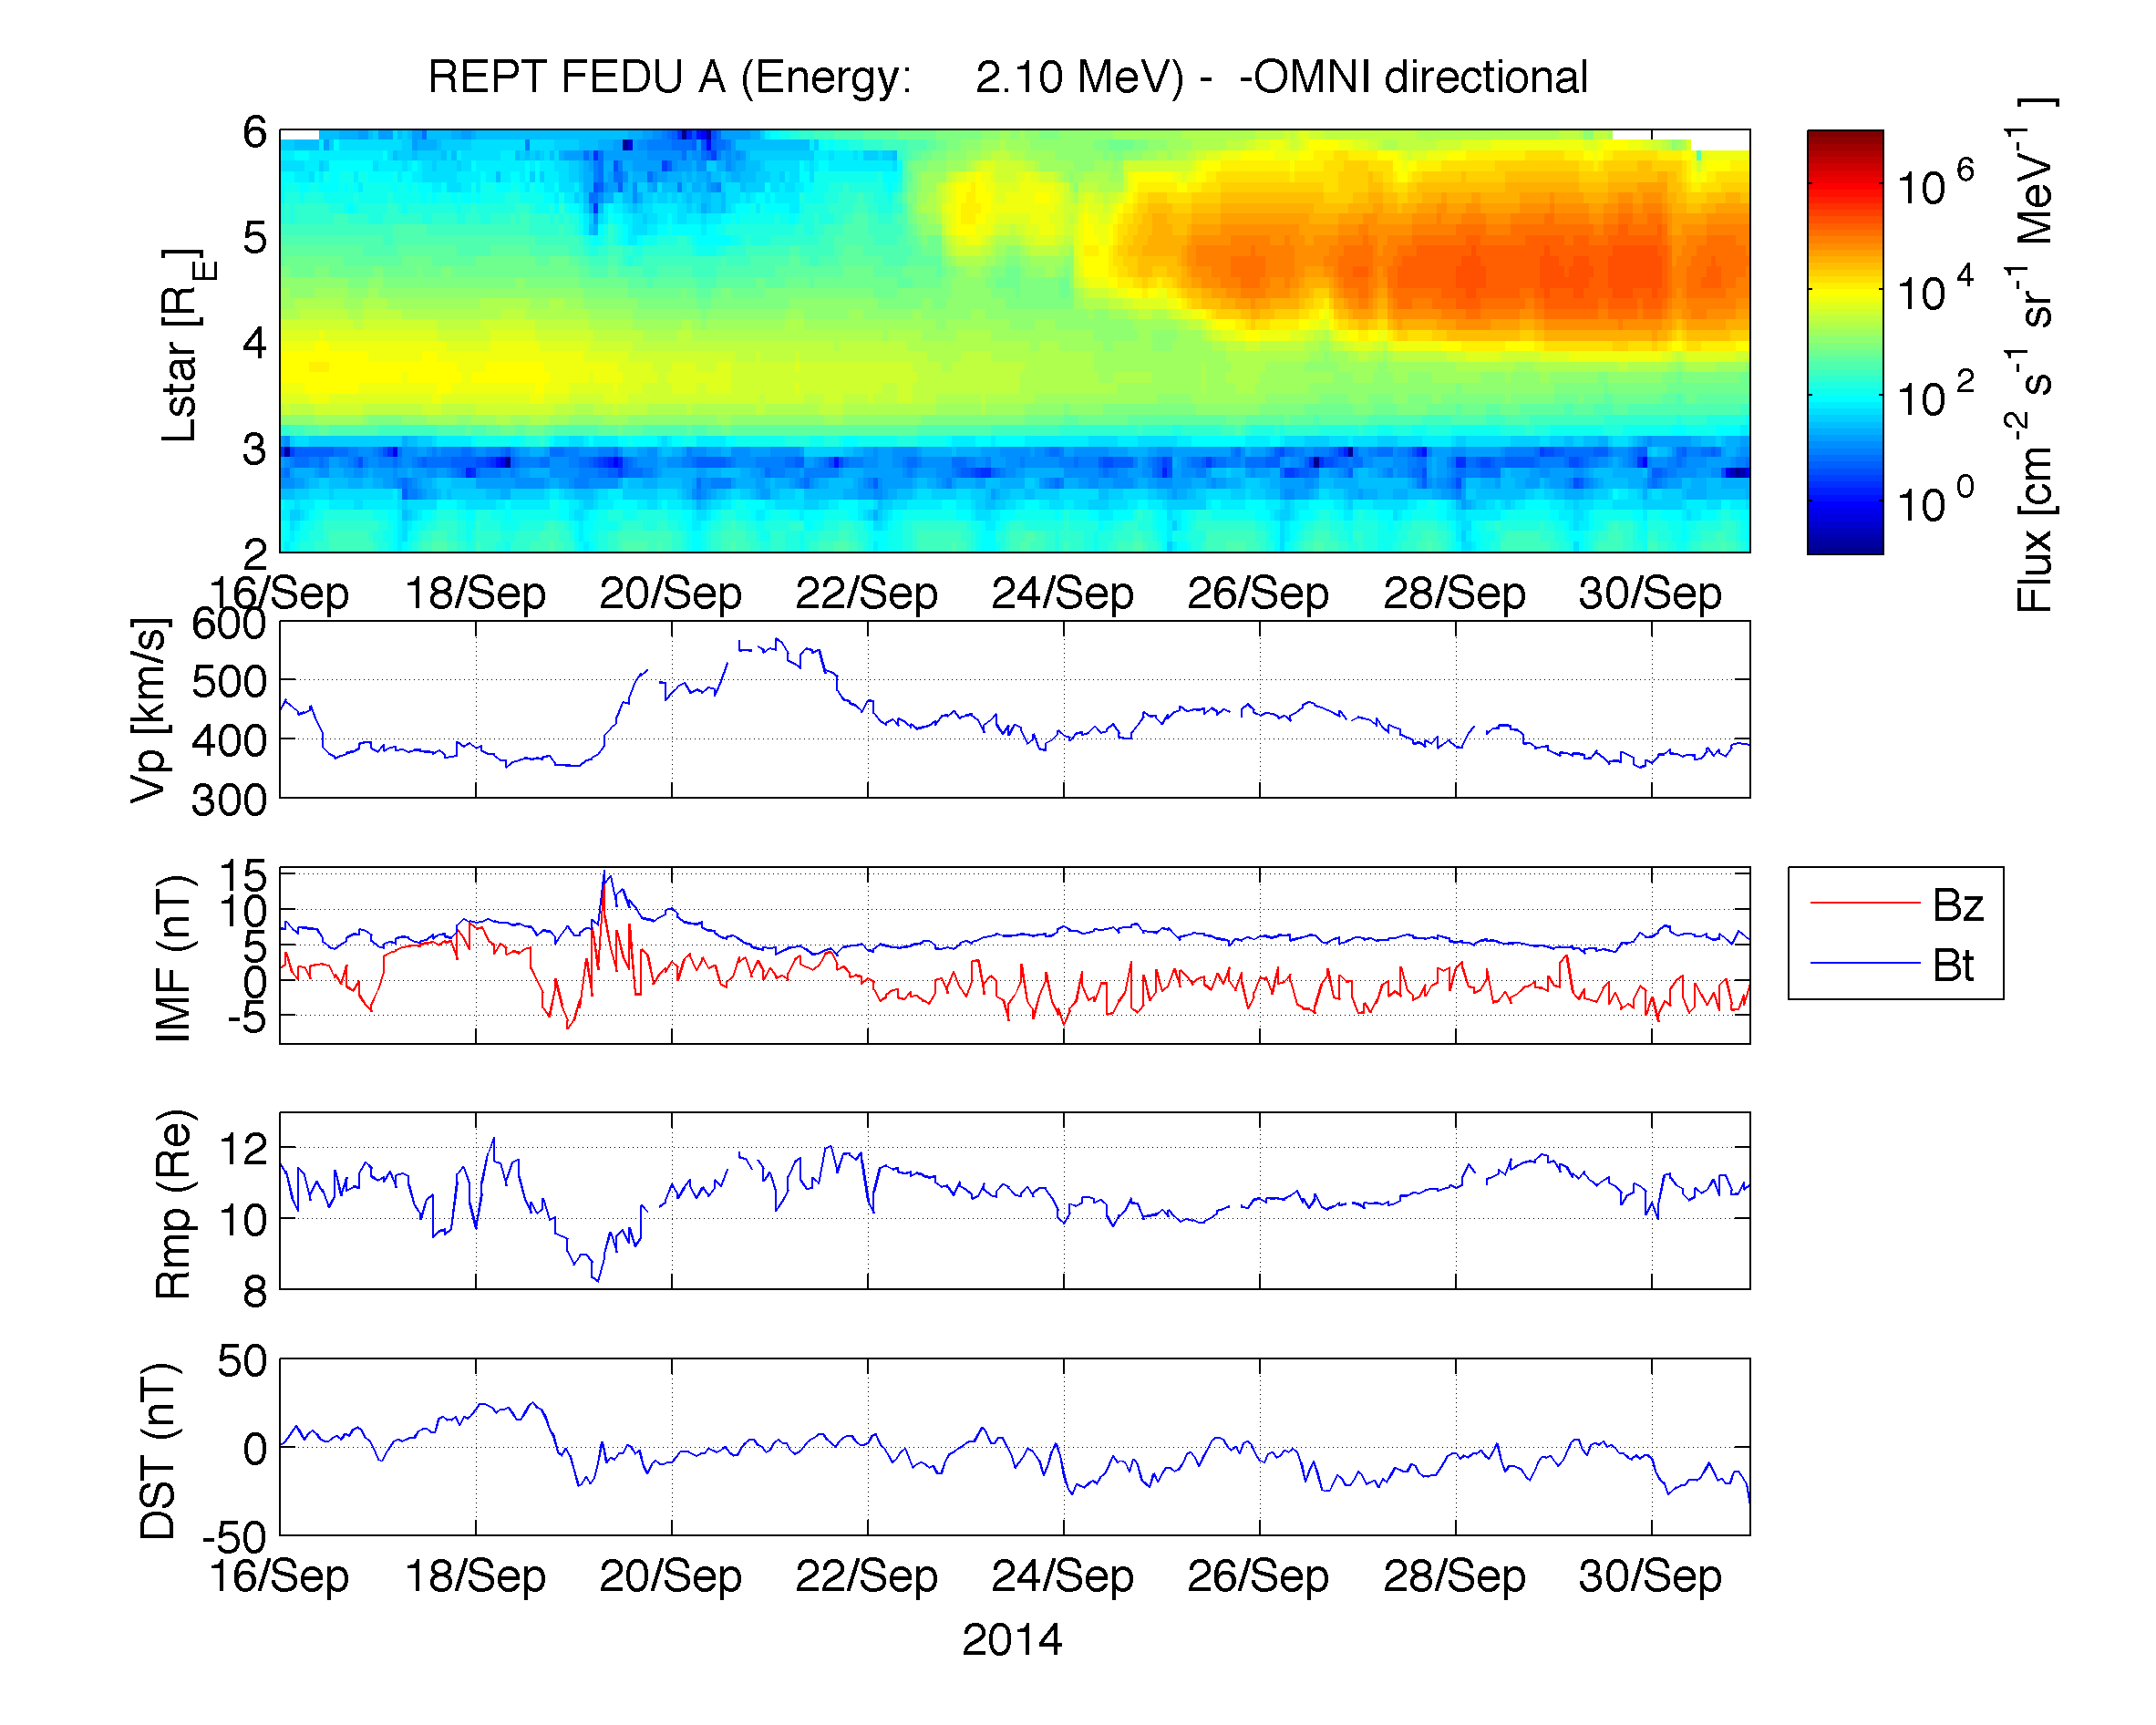 REPT FEDU A (Energy: 2.10 MeV) - -OMNI directional
Lstar [R_E]
6
5
4
3
2
16/Sep 18/Sep 20/Sep 22/Sep 24/Sep 26/Sep 28/Sep 30/Sep
10^6
10^4
10^2
10^0
Flux [cm^-2 s^-1 sr^-1 MeV^-1 ]
Vp [km/s]
600
500
400
300
IMF (nT)
15
10
5
0
-5
Bz
Bt
Rmp (Re)
12
10
8
DST (nT)
50
0
-50
16/Sep 18/Sep 20/Sep 22/Sep 24/Sep 26/Sep 28/Sep 30/Sep
2014